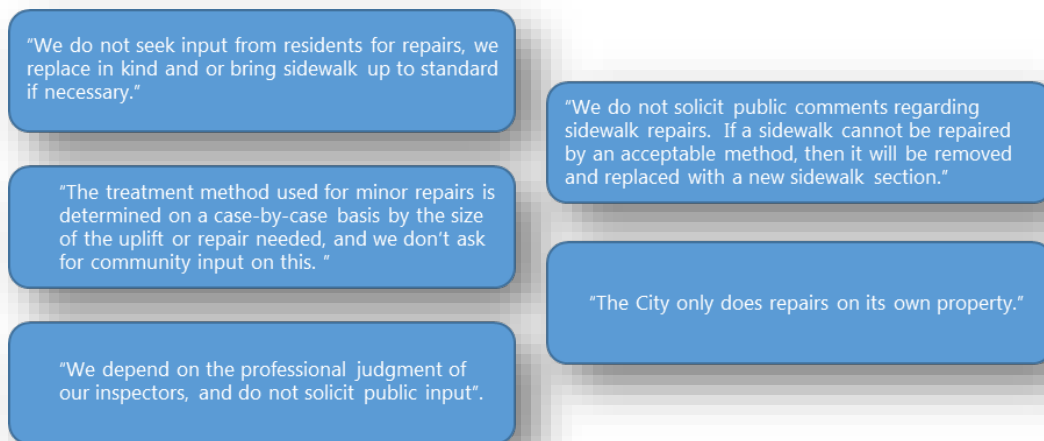 “We do not seek input from residents for repairs, we
replace in kind and or bring sidewalk up to standard
if necessary.”
“The treatment method used for minor repairs is
determined on a case-by-case basis by the size
of the uplift or repair needed, and we don’t ask
for community input on this. ”
“We depend on the professional judgment of
our inspectors, and do not solicit public input”.
“We do not solicit public comments regarding
sidewalk repairs.  If a sidewalk cannot be repaired
by an acceptable method, then it will be removed
and replaced with a new sidewalk section.”
“The City only does repairs on its own property.”